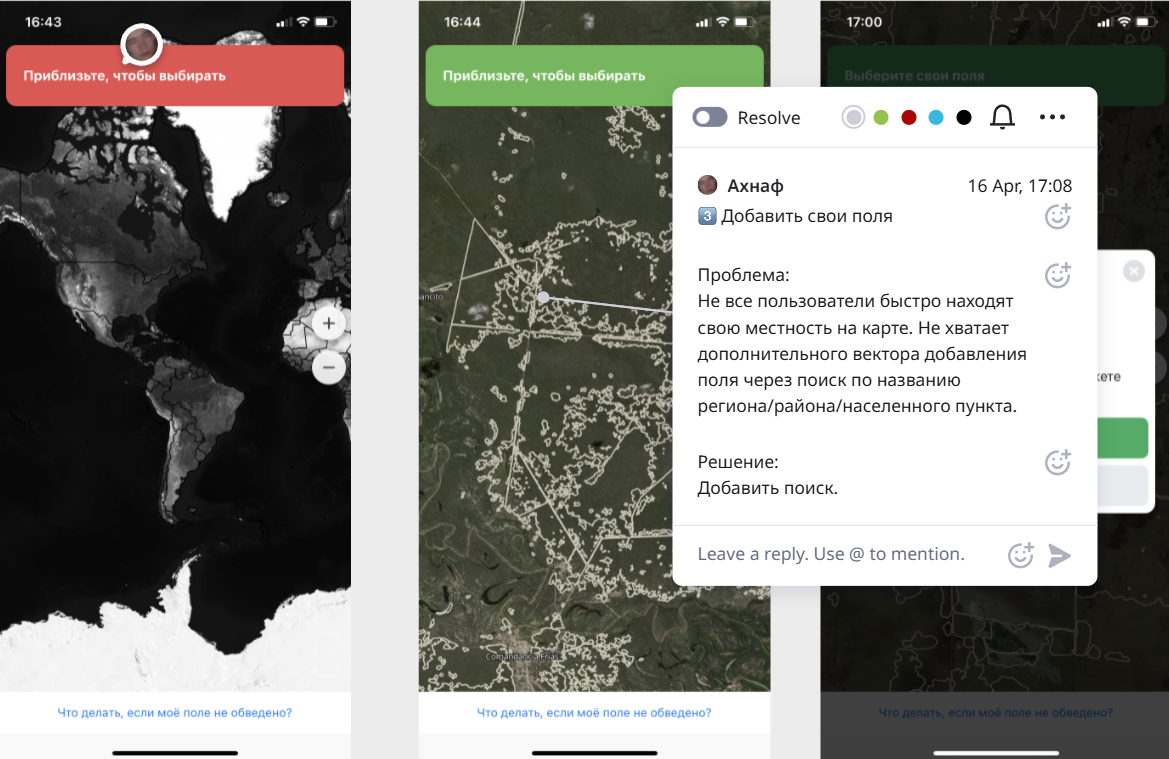 16:43
Приблизьте, чтобы выбирать
Что делать, если моё поле не обведено?
16:44
Приблизьте, чтобы выбирать
Что делать, если моё поле не обведено?
17:00
Выберите свои поля
Что делать, если моё поле не обведено?
Resolve
Ахнаф
16 Apr, 17:08
3 Добавить свои поля
Проблема:
Не все пользователи быстро находят
свою местность на карте. Не хватает
дополнительного вектора добавления
поля через поиск по названию
региона/района/населенного пункта.
Решение:
Добавить поиск.
Leave a reply. Use @ to mention.